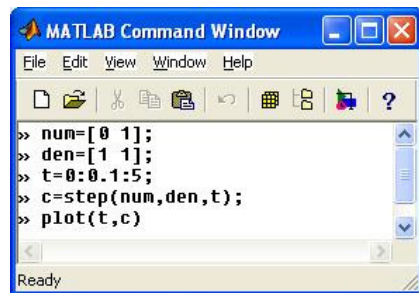 MATLAB Command Window
File Edit View Window Help
?
» num=[0 1];
» den=[1 1];
» t=0:0.1:5;
» c=step(num,den,t);
» plot(t,c)
Ready